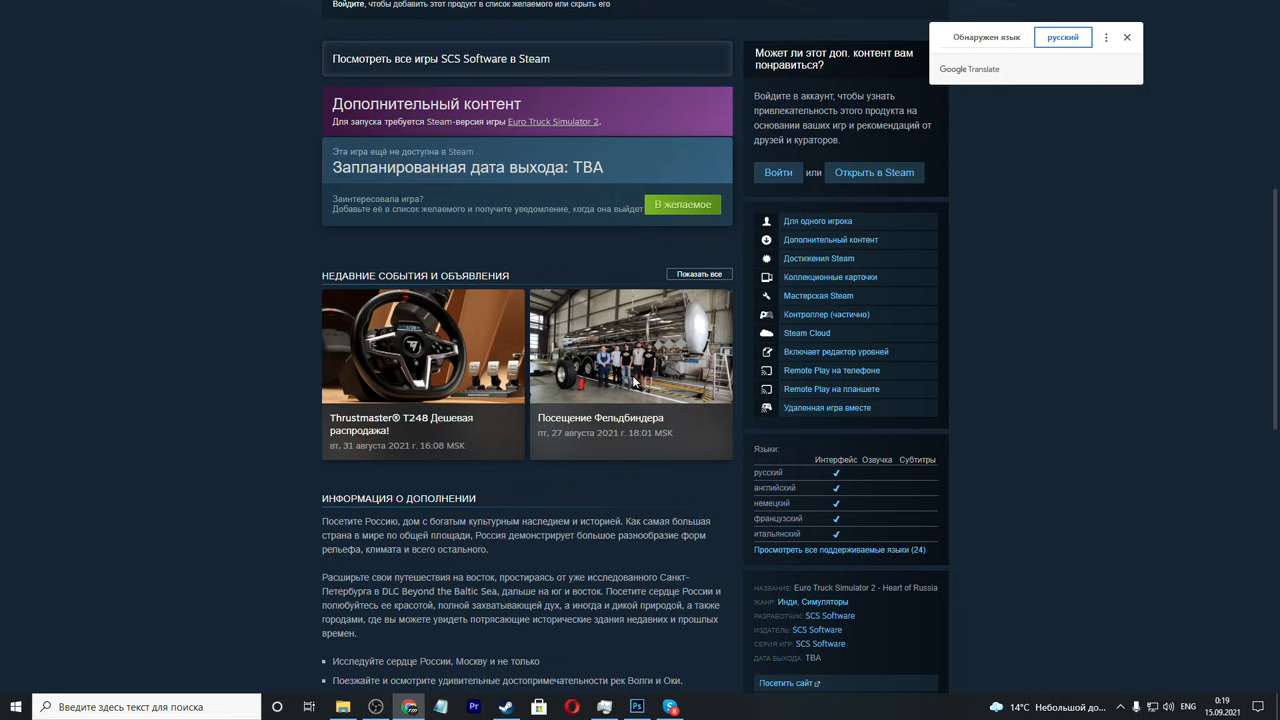 Войдите, чтобы добавить этот продукт в список желаемого или скрыть его
Обнаружен язык
русский
Google Translate
Посмотреть все игры SCS Software в Steam
Может ли этот доп. контент вам
понравиться?
Дополнительный контент
Для запуска требуется Steam-версия игры Euro Truck Simulator 2.
Войдите в аккаунт, чтобы узнать
привлекательность этого продукта на
основании ваших игр и рекомендаций от
друзей и кураторов.
Эта игра ещё не доступна в Steam
Запланированная дата выхода: TBA
Войти или Открыть в Steam
Заинтересовала игра?
Добавьте её в список желаемого и получите уведомление, когда она выйдет
В желаемое
Для одного игрока
Дополнительный контент
Достижения Steam
Коллекционные карточки
Мастерская Steam
Контроллер (частично)
Steam Cloud
Включает редактор уровней
Remote Play на телефоне
Remote Play на планшете
Удаленная игра вместе
НЕДАВНИЕ СОБЫТИЯ И ОБЪЯВЛЕНИЯ
Показать все
Thrustmaster® T248 Дешевая
распродажа!
вт, 31 августа 2021 г. 16:08 MSK
Посещение Фельдбиндера
пт, 27 августа 2021 г. 18:01 MSK
Языки:
Интерфейс Озвучка Субтитры
русский ✔
английский ✔
немецкий ✔
французский ✔
итальянский ✔
Просмотреть все поддерживаемые языки (24)
ИНФОРМАЦИЯ О ДОПОЛНЕНИИ
Посетите Россию, дом с богатым культурным наследием и историей. Как самая большая
страна в мире по общей площади, Россия демонстрирует большое разнообразие форм
рельефа, климата и всего остального.
Расширьте свои путешествия на восток, простираясь от уже исследованного Санкт-
Петербурга в DLC Beyond the Baltic Sea, дальше на юг и восток. Посетите сердце России и
полюбуйтесь ее красотой, полной захватывающей дух, а иногда и дикой природой, а также
городами, где вы можете увидеть потрясающие исторические здания недавних и прошлых
времен.
Исследуйте сердце России, Москву и не только
Поезжайте и осмотрите удивительные достопримечательности рек Волги и Оки.
НАЗВАНИЕ: Euro Truck Simulator 2 - Heart of Russia
ЖАНР: Инди, Симуляторы
РАЗРАБОТЧИК: SCS Software
ИЗДАТЕЛЬ: SCS Software
СЕРИЯ ИГР: SCS Software
ДАТА ВЫХОДА: TBA
Посетить сайт
Введите здесь текст для поиска
14°C Небольшой до...
0:19
15.09.2021